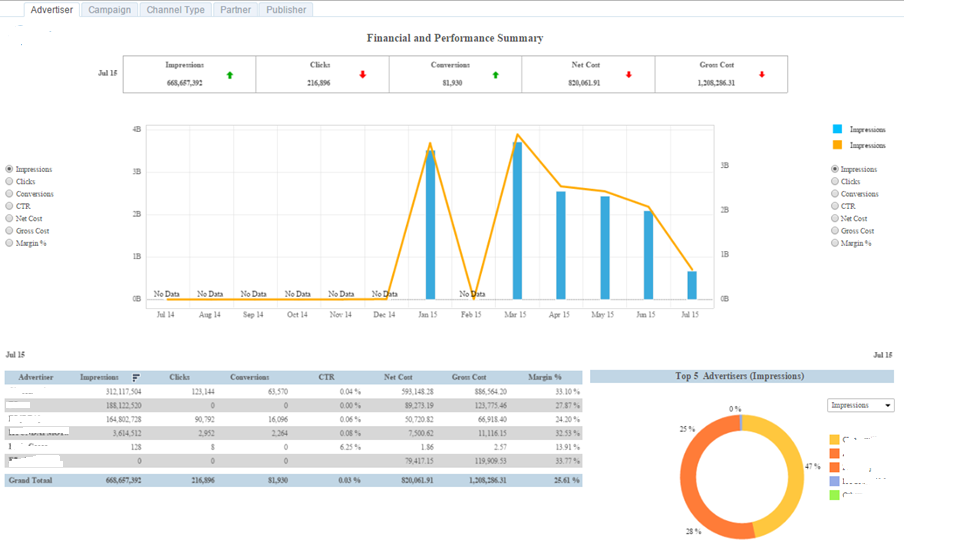 Advertiser Campaign Channel Type Partner Publisher
Financial and Performance Summary
Jul 15
Impressions Clicks Conversions Net Cost Gross Cost
668,657,392 216,896 81,930 820,061.91 1,208,286.31
Impressions
Impressions
4B
3B
2B
1B
0B
3B
2B
1B
0B
Impressions
Clicks
Conversions
CTR
Net Cost
Gross Cost
Margin %
Impressions
Clicks
Conversions
CTR
Net Cost
Gross Cost
Margin %
No Data No Data No Data No Data No Data No Data No Data
Jul 14 Aug 14 Sep 14 Oct 14 Nov 14 Dec 14 Jan 15 Feb 15 Mar 15 Apr 15 May 15 Jun 15 Jul 15
Jul 15
Jul 15
Advertiser Impressions Clicks Conversions CTR Net Cost Gross Cost Margin %
312,117,504 123,144 63,570 0.04 % 593,148.28 886,564.20 33.10 %
188,122,520 0 0 0.00 % 89,273.19 123,775.46 27.87 %
164,802,728 90,792 16,096 0.06 % 50,720.82 66,918.40 24.20 %
3,614,512 2,952 2,264 0.08 % 7,500.62 11,116.15 32.53 %
128 8 0 6.25 % 1.86 2.57 13.91 %
0 0 0 79,417.15 119,909.53 33.77 %
Grand Totaal 668,657,392 216,896 81,930 0.03 % 820,061.91 1,208,286.31 25.61 %
Top 5 Advertisers (Impressions)
Impressions
0 %
25 %
47 %
28 %